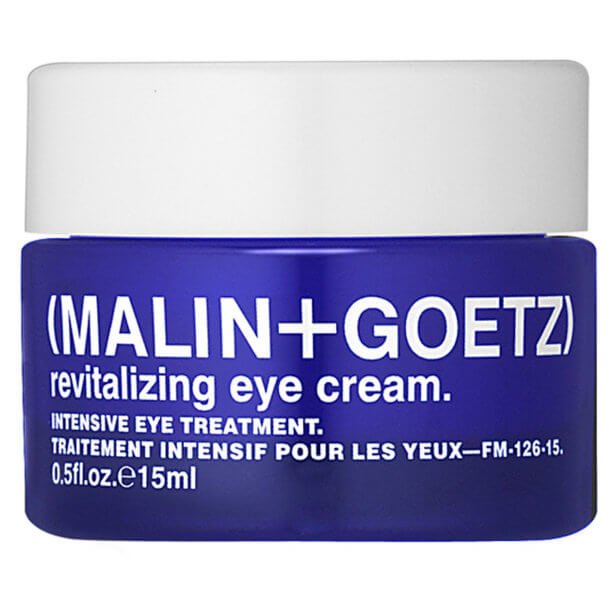 (MALIN+GOETZ)
revitalizing eye cream.
INTENSIVE EYE TREATMENT.
TRAITEMENT INTENSIF POUR LES YEUX—FM-126-15.
0.5fl.oz.℮15ml